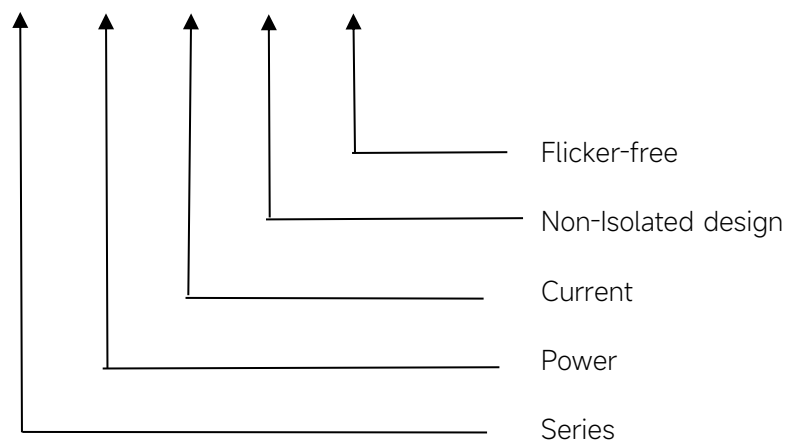 Flicker-free
Non-Isolated design
Current
Power
Series